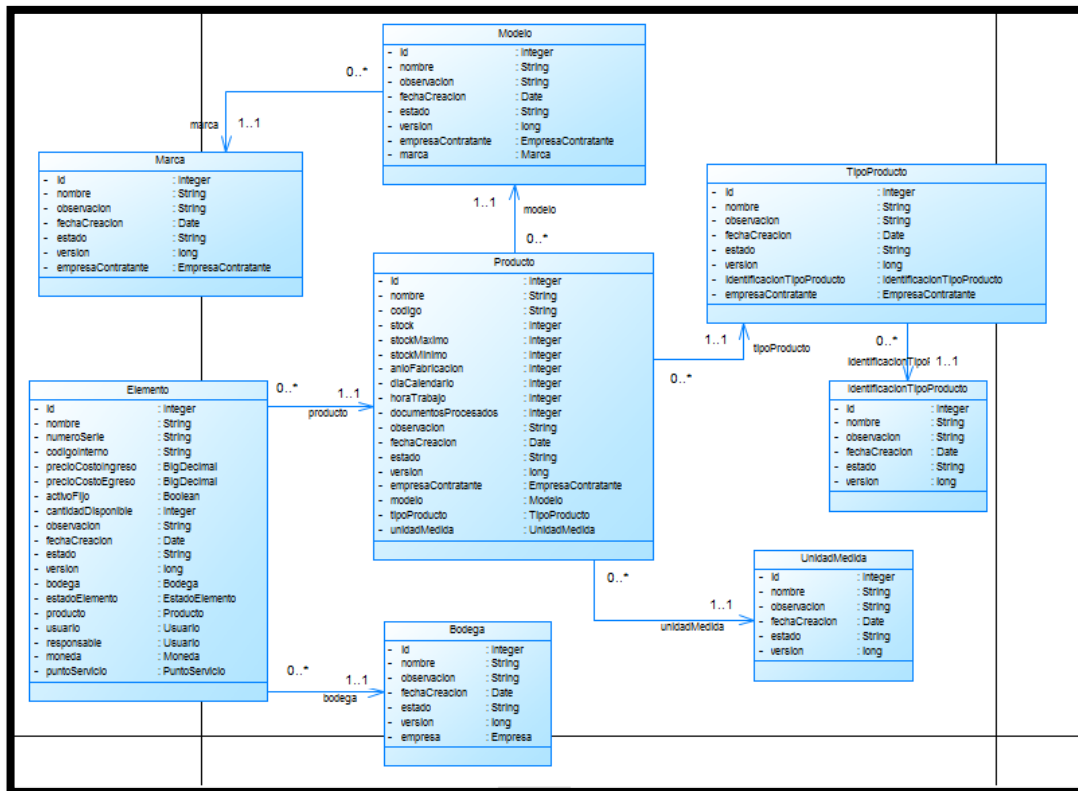 Modelo
- id : Integer
- nombre : String
- observacion : String
- fechaCreacion : Date
- estado : String
- version : long
- empresaContratante : EmpresaContratante
- marca : Marca
0..*
marca
1..1
Marca
- id : Integer
- nombre : String
- observacion : String
- fechaCreacion : Date
- estado : String
- version : long
- empresaContratante : EmpresaContratante
1..1
modelo
0..*
TipoProducto
- id : Integer
- nombre : String
- observacion : String
- fechaCreacion : Date
- estado : String
- version : long
- identificacionTipoProducto : IdentificacionTipoProducto
- empresaContratante : EmpresaContratante
Producto
- id : Integer
- nombre : String
- codigo : String
- stock : Integer
- stockMaximo : Integer
- stockMinimo : Integer
- anioFabricacion : Integer
- diaCalendario : Integer
- horaTrabajo : Integer
- documentosProcesados : Integer
- observacion : String
- fechaCreacion : Date
- estado : String
- version : long
- empresaContratante : EmpresaContratante
- modelo : Modelo
- tipoProducto : TipoProducto
- unidadMedida : UnidadMedida
1..1
tipoProducto
0..*
0..*
identificacionTipo
1..1
IdentificacionTipoProducto
- id : Integer
- nombre : String
- observacion : String
- fechaCreacion : Date
- estado : String
- version : long
Elemento
- id : Integer
- nombre : String
- numeroSerie : String
- codigoInterno : String
- precioCostoIngreso : BigDecimal
- precioCostoEgreso : BigDecimal
- activoFijo : Boolean
- cantidadDisponible : Integer
- observacion : String
- fechaCreacion : Date
- estado : String
- version : long
- bodega : Bodega
- estadoElemento : EstadoElemento
- producto : Producto
- usuario : Usuario
- responsable : Usuario
- moneda : Moneda
- puntoServicio : PuntoServicio
0..*
1..1
producto
0..*
1..1
unidadMedida
UnidadMedida
- id : Integer
- nombre : String
- observacion : String
- fechaCreacion : Date
- estado : String
- version : long
0..*
1..1
bodega
Bodega
- id : Integer
- nombre : String
- observacion : String
- fechaCreacion : Date
- estado : String
- version : long
- empresa : Empresa